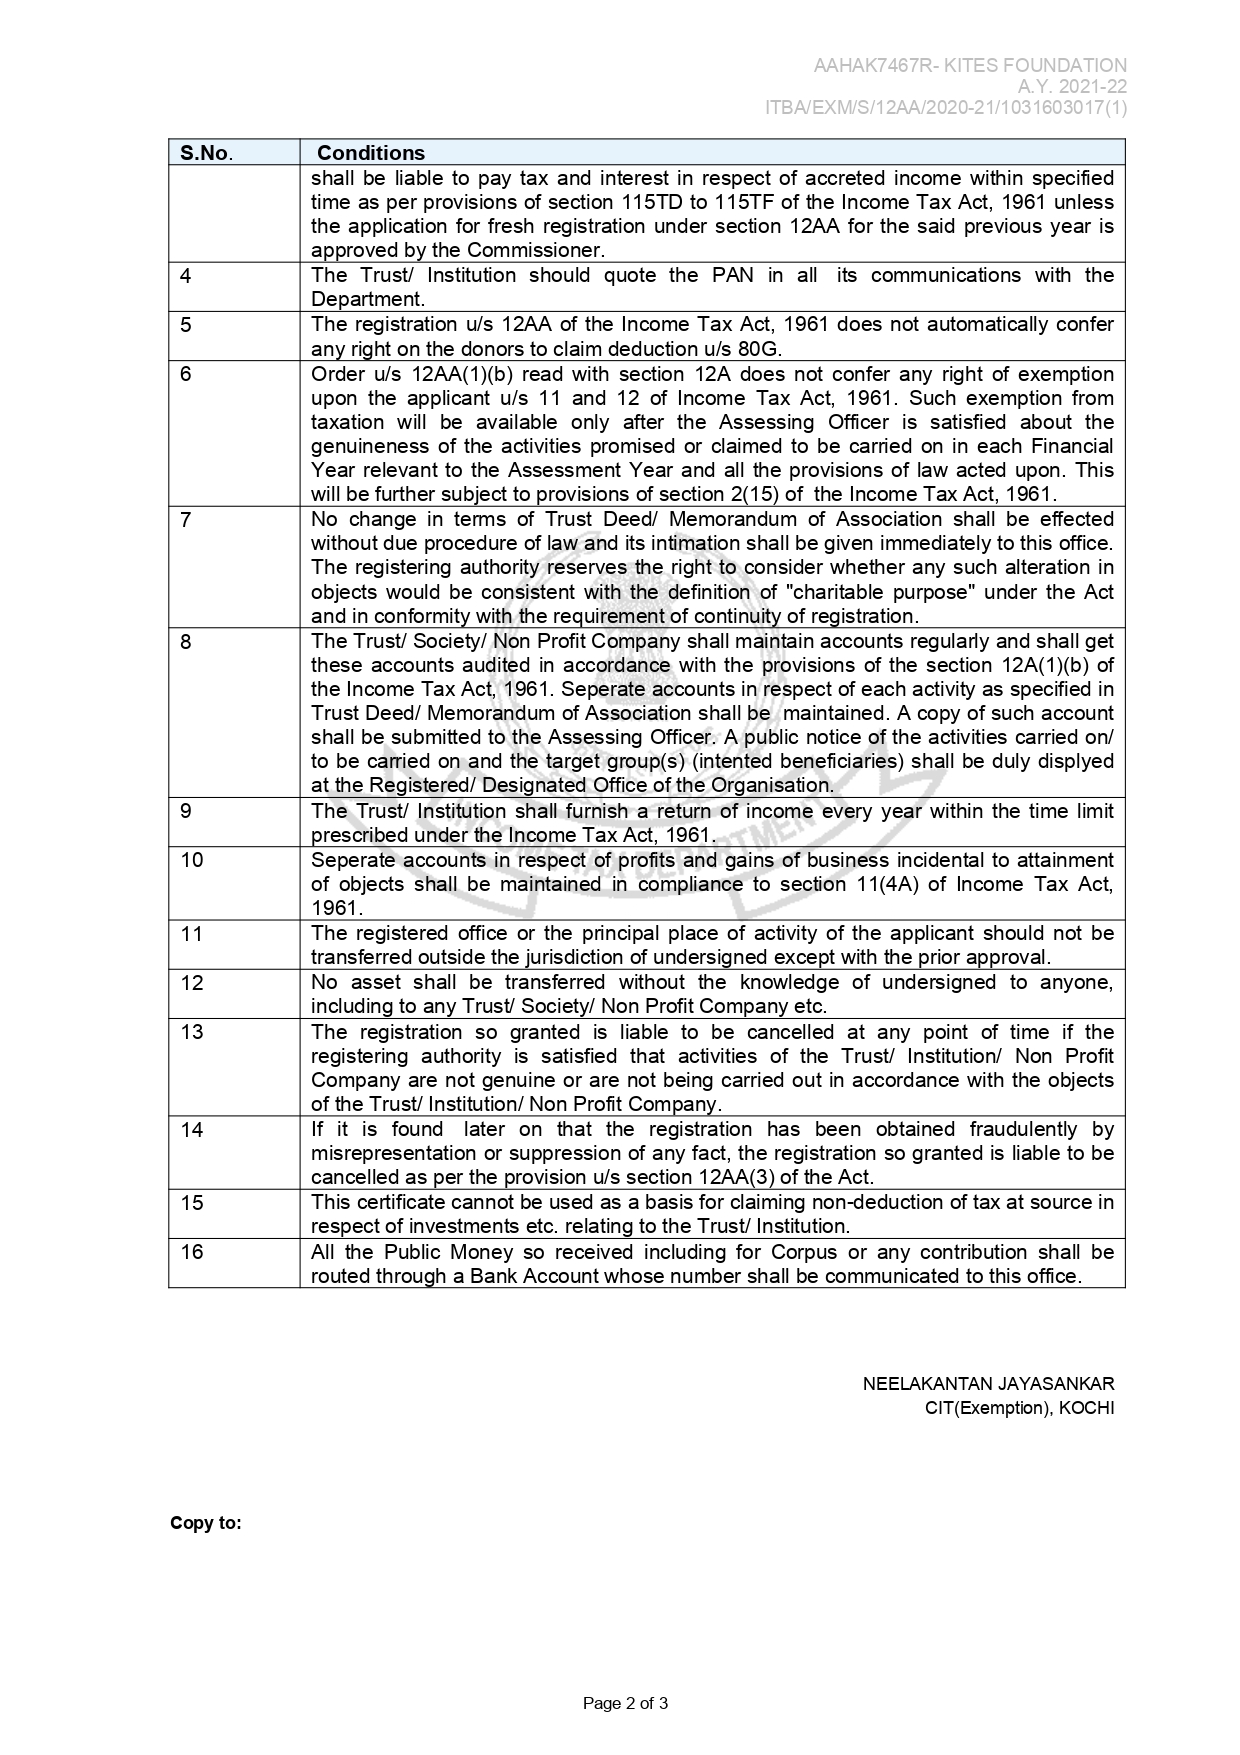 AAHAK7467R- KITES FOUNDATION
A.Y. 2021-22
ITBA/EXM/S/12AA/2020-21/1031603017(1)
S.No. Conditions
shall be liable to pay tax and interest in respect of accreted income within specified
time as per provisions of section 115TD to 115TF of the Income Tax Act, 1961 unless
the application for fresh registration under section 12AA for the said previous year is
approved by the Commissioner.
4 The Trust/ Institution should quote the PAN in all its communications with the
Department.
5 The registration u/s 12AA of the Income Tax Act, 1961 does not automatically confer
any right on the donors to claim deduction u/s 80G.
6 Order u/s 12AA(1)(b) read with section 12A does not confer any right of exemption
upon the applicant u/s 11 and 12 of Income Tax Act, 1961. Such exemption from
taxation will be available only after the Assessing Officer is satisfied about the
genuineness of the activities promised or claimed to be carried on in each Financial
Year relevant to the Assessment Year and all the provisions of law acted upon. This
will be further subject to provisions of section 2(15) of the Income Tax Act, 1961.
7 No change in terms of Trust Deed/ Memorandum of Association shall be effected
without due procedure of law and its intimation shall be given immediately to this office.
The registering authority reserves the right to consider whether any such alteration in
objects would be consistent with the definition of "charitable purpose" under the Act
and in conformity with the requirement of continuity of registration.
8 The Trust/ Society/ Non Profit Company shall maintain accounts regularly and shall get
these accounts audited in accordance with the provisions of the section 12A(1)(b) of
the Income Tax Act, 1961. Seperate accounts in respect of each activity as specified in
Trust Deed/ Memorandum of Association shall be maintained. A copy of such account
shall be submitted to the Assessing Officer. A public notice of the activities carried on/
to be carried on and the target group(s) (intented beneficiaries) shall be duly displyed
at the Registered/ Designated Office of the Organisation.
9 The Trust/ Institution shall furnish a return of income every year within the time limit
prescribed under the Income Tax Act, 1961.
10 Seperate accounts in respect of profits and gains of business incidental to attainment
of objects shall be maintained in compliance to section 11(4A) of Income Tax Act,
1961.
INCOME TAX DEPARTMENT
11 The registered office or the principal place of activity of the applicant should not be
transferred outside the jurisdiction of undersigned except with the prior approval.
12 No asset shall be transferred without the knowledge of undersigned to anyone,
including to any Trust/ Society/ Non Profit Company etc.
13 The registration so granted is liable to be cancelled at any point of time if the
registering authority is satisfied that activities of the Trust/ Institution/ Non Profit
Company are not genuine or are not being carried out in accordance with the objects
of the Trust/ Institution/ Non Profit Company.
14 If it is found later on that the registration has been obtained fraudulently by
misrepresentation or suppression of any fact, the registration so granted is liable to be
cancelled as per the provision u/s section 12AA(3) of the Act.
15 This certificate cannot be used as a basis for claiming non-deduction of tax at source in
respect of investments etc. relating to the Trust/ Institution.
16 All the Public Money so received including for Corpus or any contribution shall be
routed through a Bank Account whose number shall be communicated to this office.
NEELAKANTAN JAYASANKAR
CIT(Exemption), KOCHI
Copy to:
Page 2 of 3